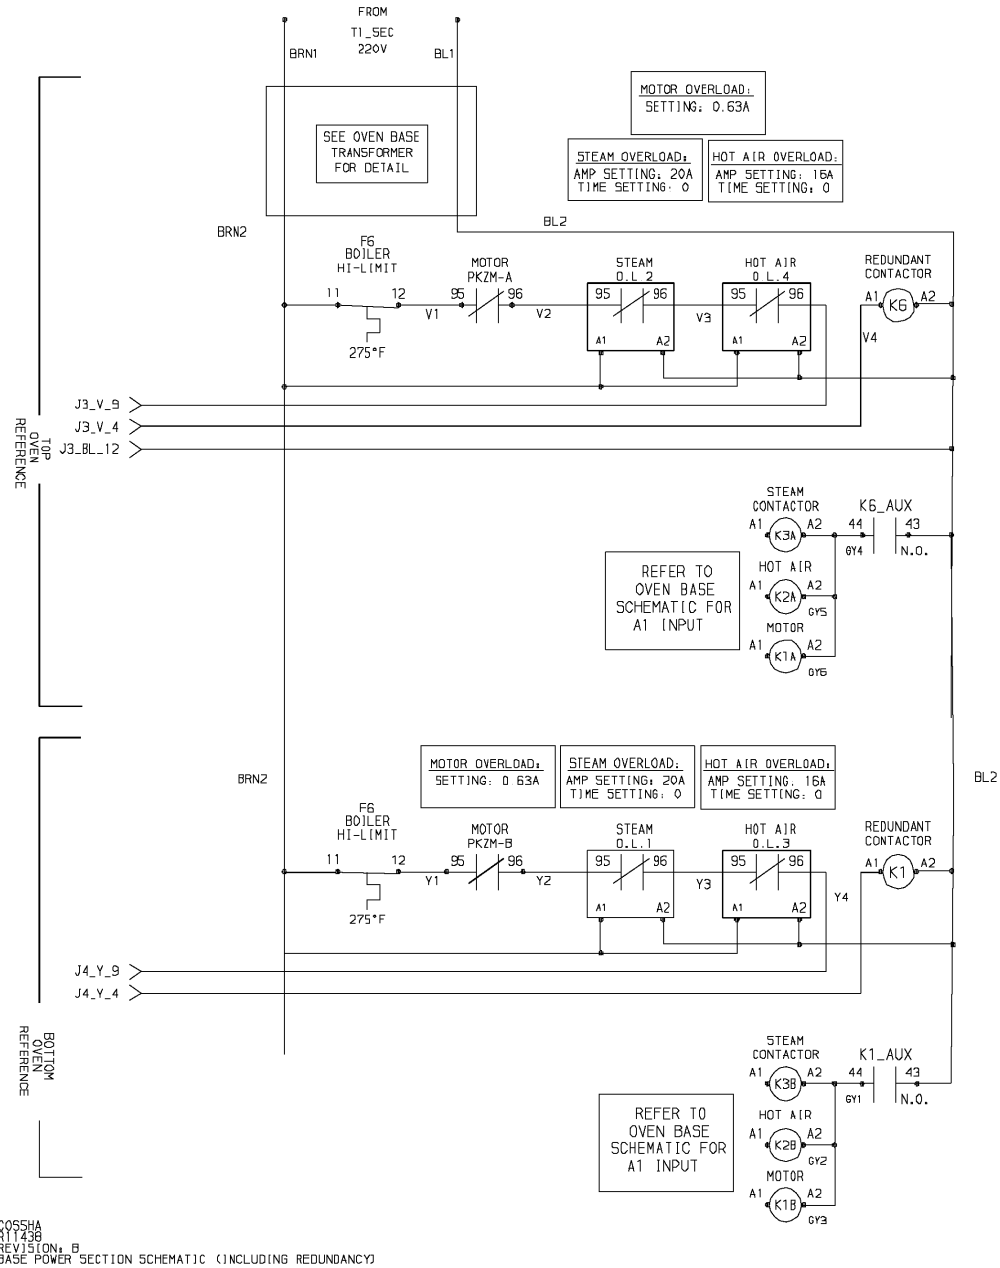 FROM
T1_SEC
220V
BRN1
BL1
MOTOR OVERLOAD:
SETTING: 0.63A
SEE OVEN BASE
TRANSFORMER
FOR DETAIL
STEAM OVERLOAD:
AMP SETTING: 20A
TIME SETTING: 0
HOT AIR OVERLOAD:
AMP SETTING: 16A
TIME SETTING: 0
BRN2
BL2
F6
BOILER
HI-LIMIT
MOTOR
PKZM-A
STEAM
O.L.2
HOT AIR
O.L.4
REDUNDANT
CONTACTOR
11
12
95
96
95
96
95
96
A1
K6
A2
V1
V2
V3
V4
275°F
A1
A2
A1
A2
J3_V_9
J3_V_4
J3_BL_12
TOP
OVEN
REFERENCE
STEAM
CONTACTOR
K6_AUX
A1
K3A
A2
44
43
GY4
N.O.
HOT AIR
A1
K2A
A2
GY5
MOTOR
A1
K1A
A2
GY6
REFER TO
OVEN BASE
SCHEMATIC FOR
A1 INPUT
BRN2
BL2
MOTOR OVERLOAD:
SETTING: 0.63A
STEAM OVERLOAD:
AMP SETTING: 20A
TIME SETTING: 0
HOT AIR OVERLOAD:
AMP SETTING: 16A
TIME SETTING: 0
F6
BOILER
HI-LIMIT
MOTOR
PKZM-B
STEAM
O.L.1
HOT AIR
O.L.3
REDUNDANT
CONTACTOR
11
12
95
96
95
96
95
96
A1
K1
A2
Y1
Y2
Y3
Y4
275°F
A1
A2
A1
A2
J4_Y_9
J4_Y_4
BOTTOM
OVEN
REFERENCE
STEAM
CONTACTOR
K1_AUX
A1
K3B
A2
44
43
GY1
N.O.
HOT AIR
A1
K2B
A2
GY2
MOTOR
A1
K1B
A2
GY3
REFER TO
OVEN BASE
SCHEMATIC FOR
A1 INPUT
COSSHA
R11438
REVISION: B
BASE POWER SECTION SCHEMATIC (INCLUDING REDUNDANCY)